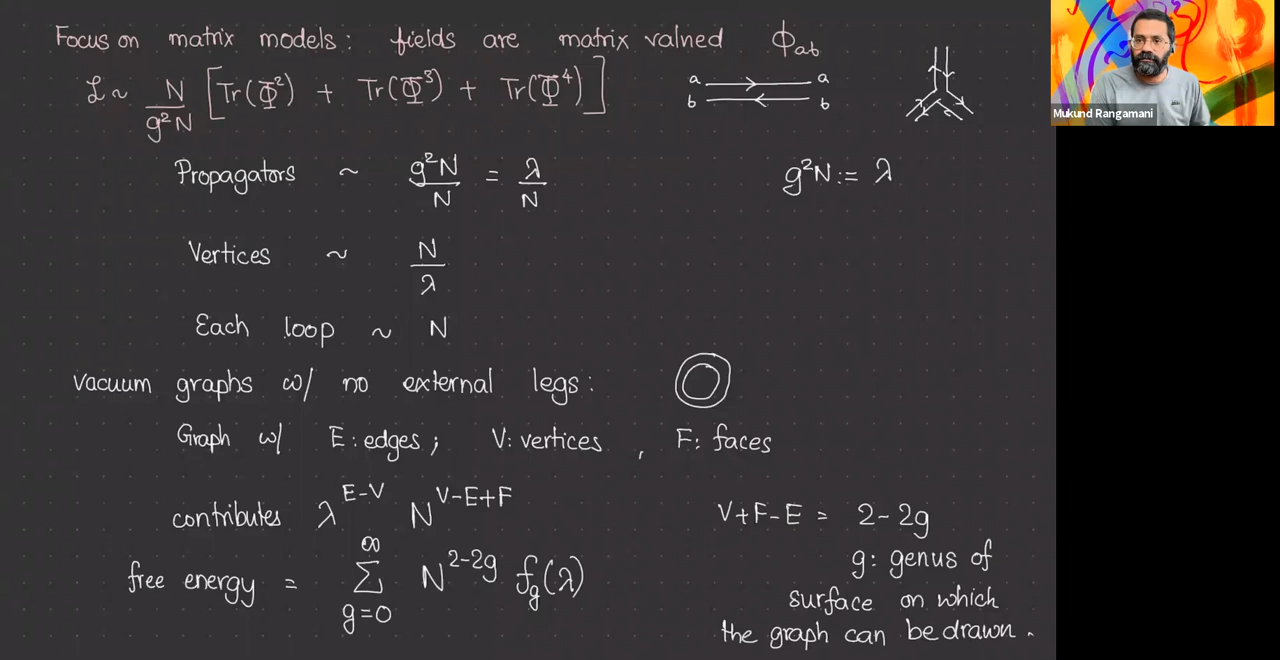 Focus on matrix models: fields are matrix valued ϕ_ab
ℒ ~ N/g²N [Tr(Φ²) + Tr(Φ³) + Tr(Φ⁴)]
a a
b b
Mukund Rangamani
Propagators ~ g²N/N = λ/N
g²N := λ
Vertices ~ N/λ
Each loop ~ N
vacuum graphs w/ no external legs:
Graph w/ E: edges; V: vertices, F: faces
contributes λ^{E-V} N^{V-E+F}
V+F-E = 2-2g
g: genus of
surface on which
the graph can be drawn.
free energy = ∑_{g=0}^{∞} N^{2-2g} f_g(λ)